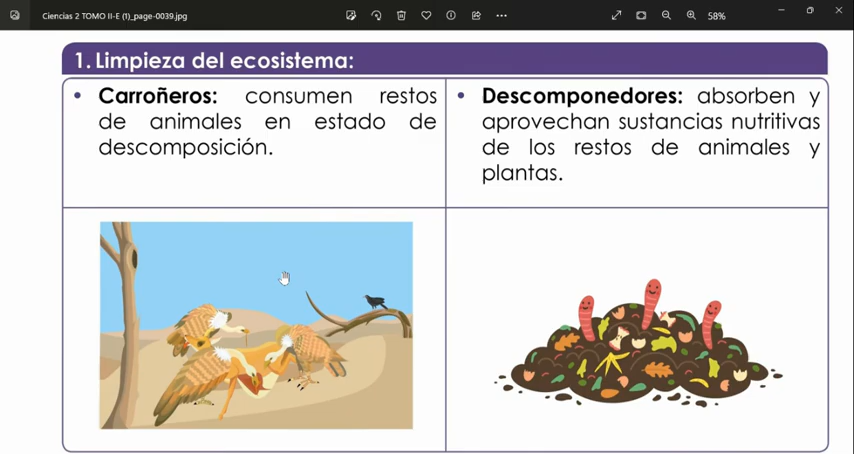 Ciencias 2 TOMO II-E (1)_page-0039.jpg
58%
1. Limpieza del ecosistema:
• Carroñeros: consumen restos
de animales en estado de
descomposición.
• Descomponedores: absorben y
aprovechan sustancias nutritivas
de los restos de animales y
plantas.